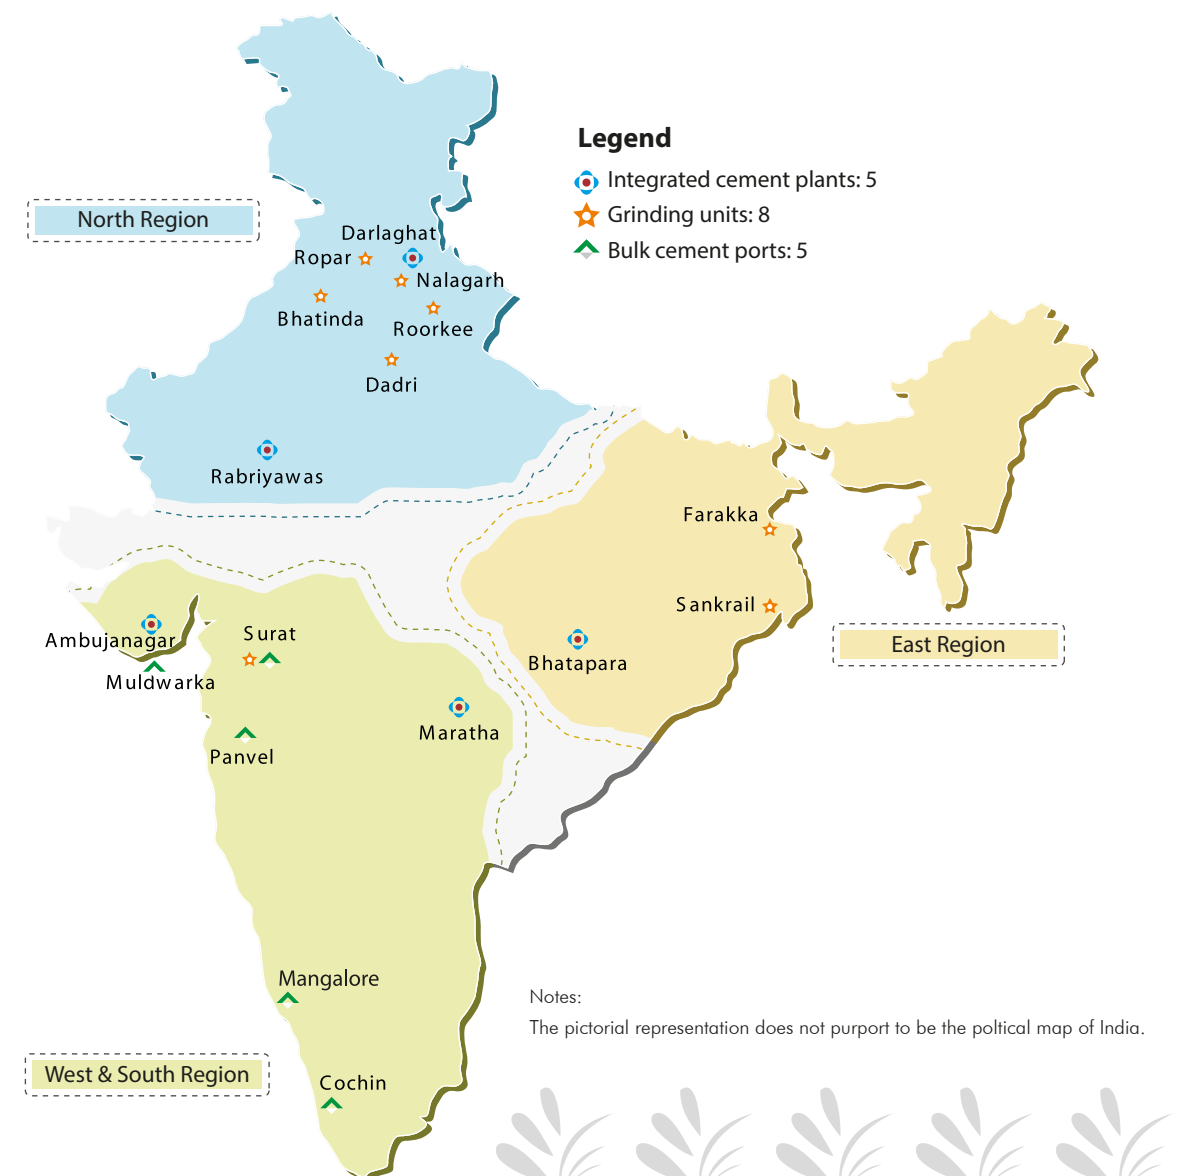 Legend
Integrated cement plants: 5
Grinding units: 8
Bulk cement ports: 5
North Region
Darlaghat
Ropar
Nalagarh
Bhatinda
Roorkee
Dadri
Rabriyawas
Farakka
Sankrail
East Region
Bhatapara
Ambujanagar
Surat
Muldwarka
Maratha
Panvel
Mangalore
Notes:
The pictorial representation does not purport to be the poltical map of India.
West & South Region
Cochin